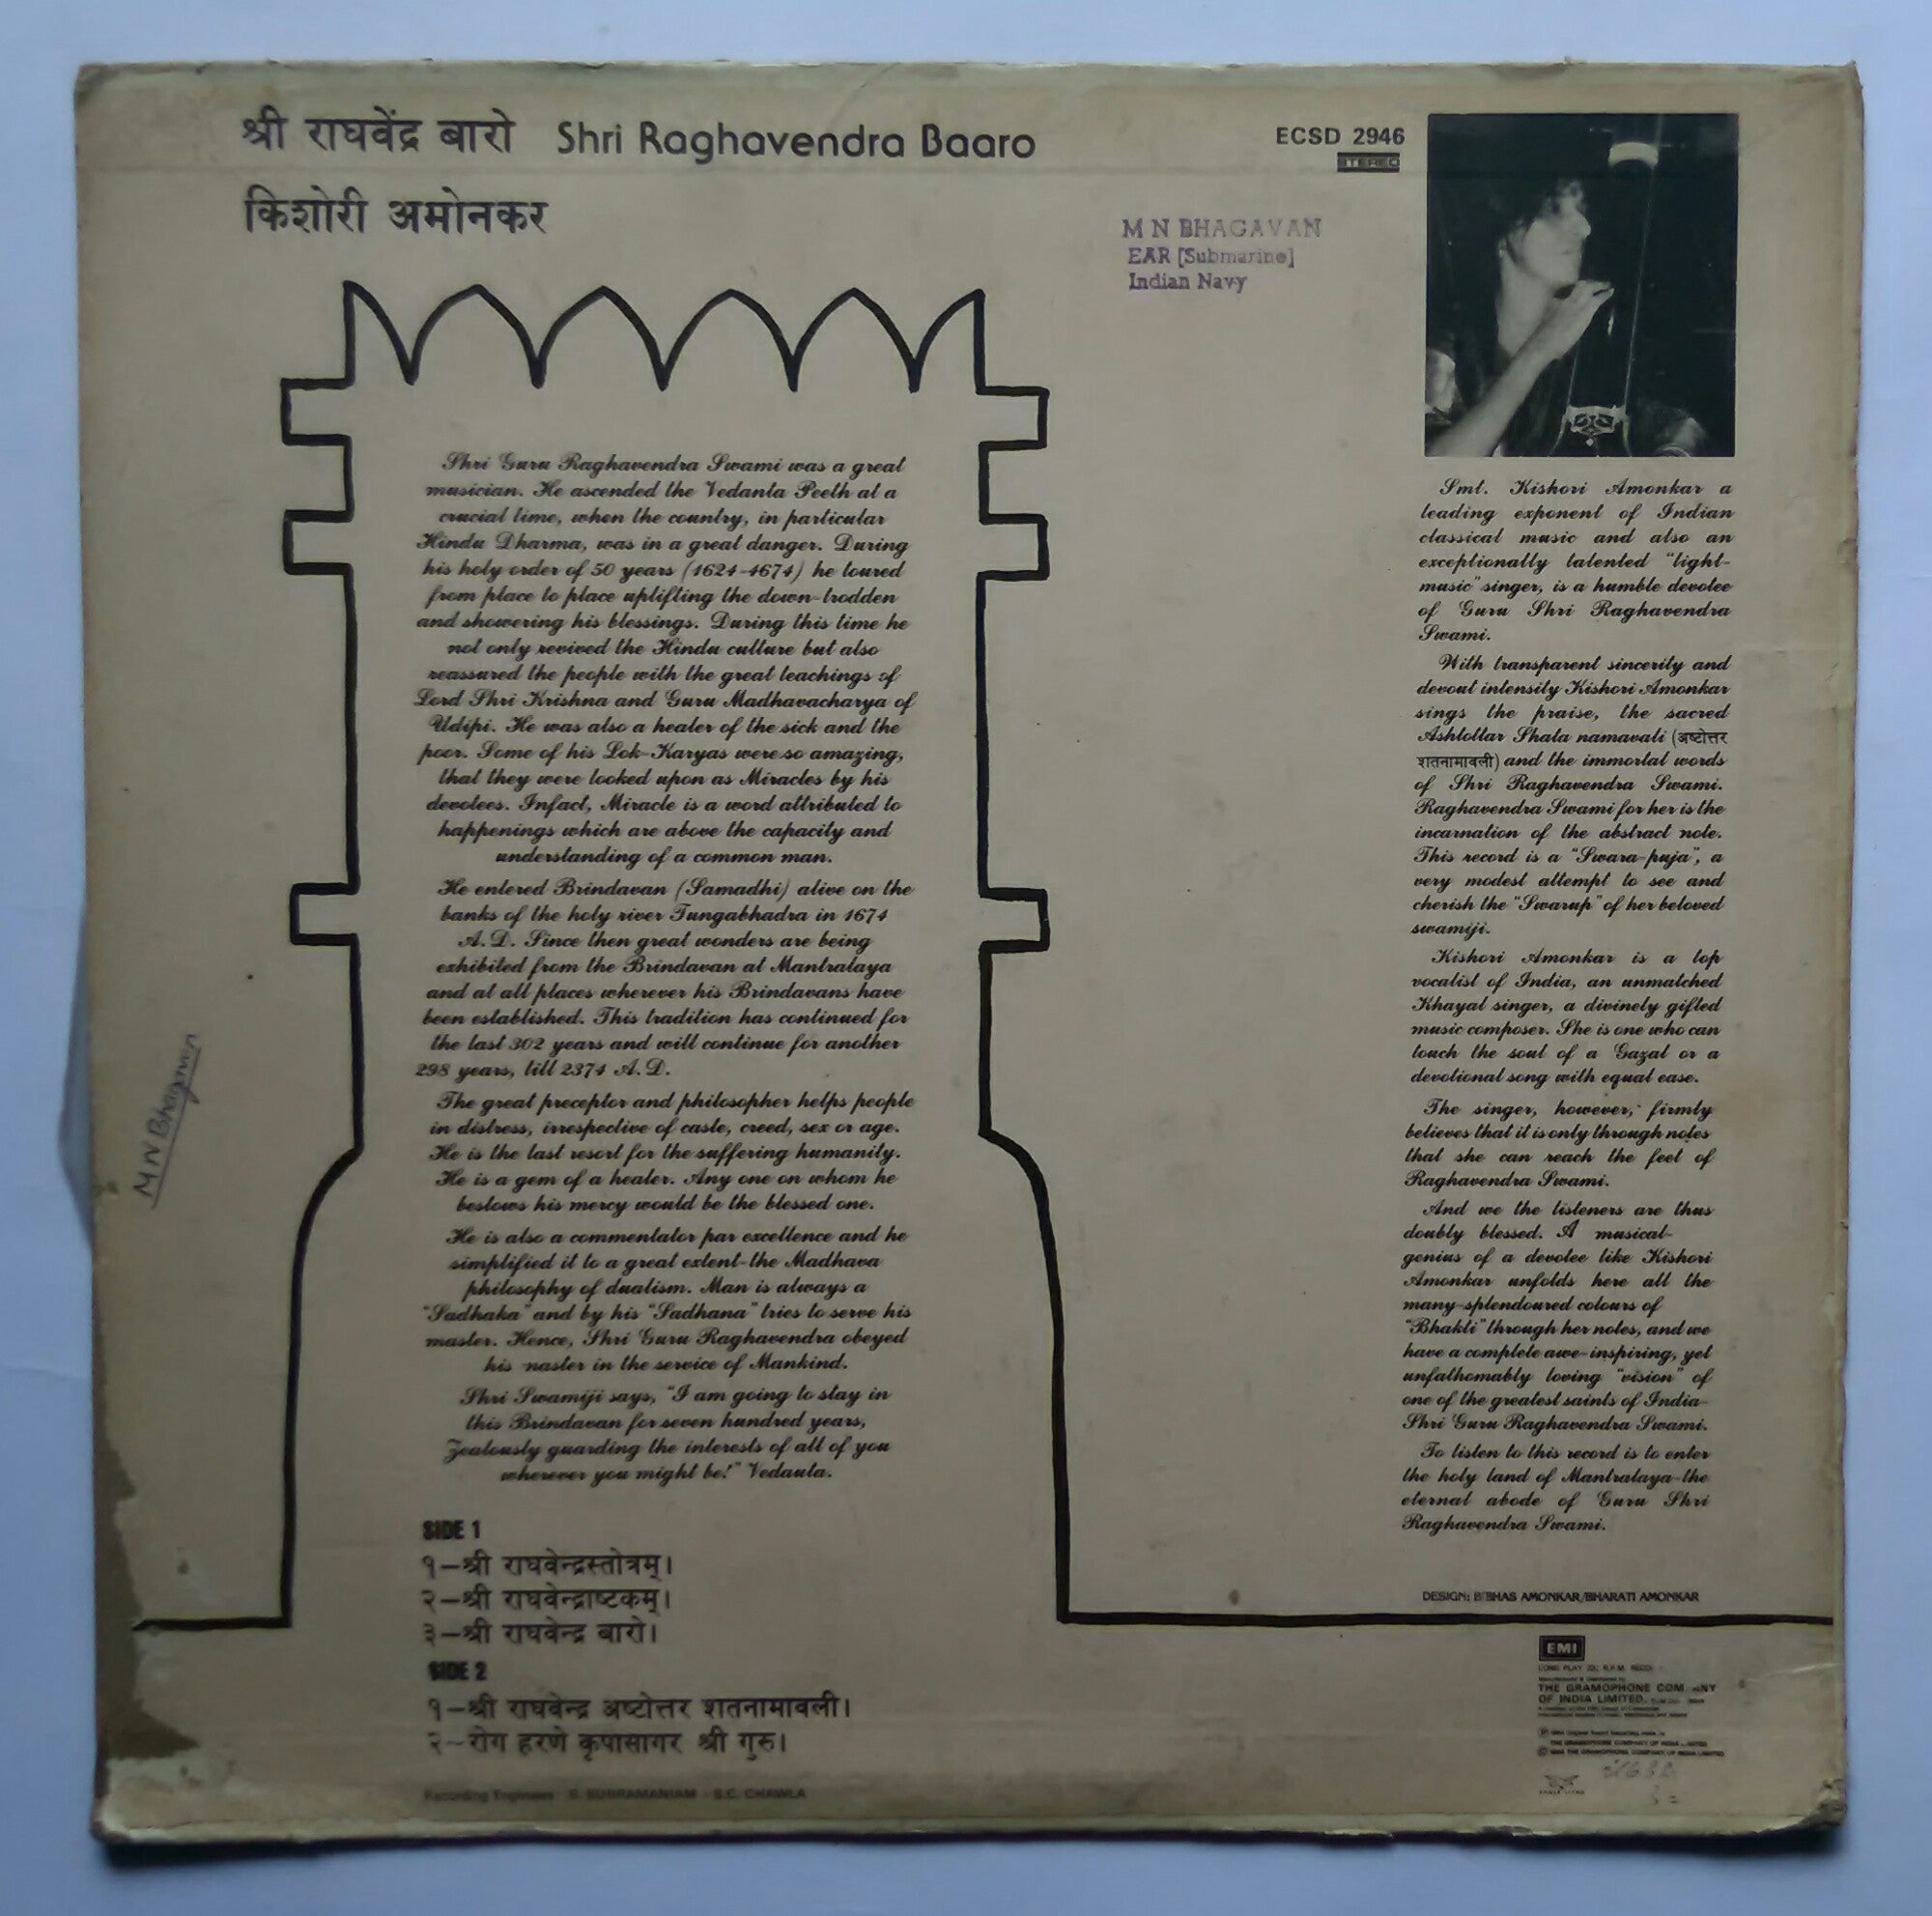 श्री राघवेंद्र बारो Shri Raghavendra Baaro
ECSD 2946
STEREO
किशोरी अमोनकर
M N BHAGAVAN
EAR [Submarine]
Indian Navy
Shri Guru Raghavendra Swami was a great
musician. He ascended the Vedanta Peeth at a
crucial time, when the country, in particular
Hindu Dharma, was in a great danger. During
his holy order of 50 years (1624-1674) he toured
from place to place uplifting the down-trodden
and showering his blessings. During this time he
not only revived the Hindu culture but also
reassured the people with the great teachings of
Lord Shri Krishna and Guru Madhavacharya of
Udipi. He was also a healer of the sick and the
poor. Some of his Lok-Karyas were so amazing,
that they were looked upon as Miracles by his
devotees. Infact, Miracle is a word attributed to
happenings which are above the capacity and
understanding of a common man.
He entered Brindavan (Samadhi) alive on the
banks of the holy river Tungabhadra in 1674
A.D. Since then great wonders are being
exhibited from the Brindavan at Mantralaya
and at all places wherever his Brindavans have
been established. This tradition has continued for
the last 302 years and will continue for another
298 years, till 2374 A.D.
The great preceptor and philosopher helps people
in distress, irrespective of caste, creed, sex or age.
He is the last resort for the suffering humanity.
He is a gem of a healer. Any one on whom he
bestows his mercy would be the blessed one.
He is also a commentator par excellence and he
simplified it to a great extent-the Madhava
philosophy of dualism. Man is always a
"Sadhaka" and by his "Sadhana" tries to serve his
master. Hence, Shri Guru Raghavendra obeyed
his master in the service of Mankind.
Shri Swamiji says, "I am going to stay in
this Brindavan for seven hundred years,
Zealously guarding the interests of all of you
wherever you might be!" Vedauta.
SIDE 1
१–श्री राघवेन्द्रस्तोत्रम्।
२–श्री राघवेन्द्राष्टकम्।
३–श्री राघवेन्द्र बारो।
SIDE 2
१–श्री राघवेन्द्र अष्टोत्तर शतनामावली।
२–रोग हरणे कृपासागर श्री गुरु।
Recording Engineers S. SUBRAMANIAM - S.C. CHAWLA
M N Bhagavan
Smt. Kishori Amonkar a
leading exponent of Indian
classical music and also an
exceptionally talented "light-
music" singer, is a humble devotee
of Guru Shri Raghavendra
Swami.
With transparent sincerity and
devout intensity Kishori Amonkar
sings the praise, the sacred
Ashtottar Shata namavali (अष्टोत्तर
शतनामावली) and the immortal words
of Shri Raghavendra Swami.
Raghavendra Swami for her is the
incarnation of the abstract note.
This record is a "Swara-puja", a
very modest attempt to see and
cherish the "Swarup" of her beloved
swamiji.
Kishori Amonkar is a top
vocalist of India, an unmatched
Khayal singer, a divinely gifted
music composer. She is one who can
touch the soul of a Gazal or a
devotional song with equal ease.
The singer, however, firmly
believes that it is only through notes
that she can reach the feet of
Raghavendra Swami.
And we the listeners are thus
doubly blessed. A musical-
genius of a devotee like Kishori
Amonkar unfolds here all the
many-splendoured colours of
"Bhakti" through her notes, and we
have a complete awe-inspiring, yet
unfathomably loving "vision" of
one of the greatest saints of India-
Shri Guru Raghavendra Swami.
To listen to this record is to enter
the holy land of Mantralaya-the
eternal abode of Guru Shri
Raghavendra Swami.
DESIGN: BIBHAS AMONKAR/BHARATI AMONKAR
EMI
THE GRAMOPHONE COMPANY
OF INDIA LIMITED.